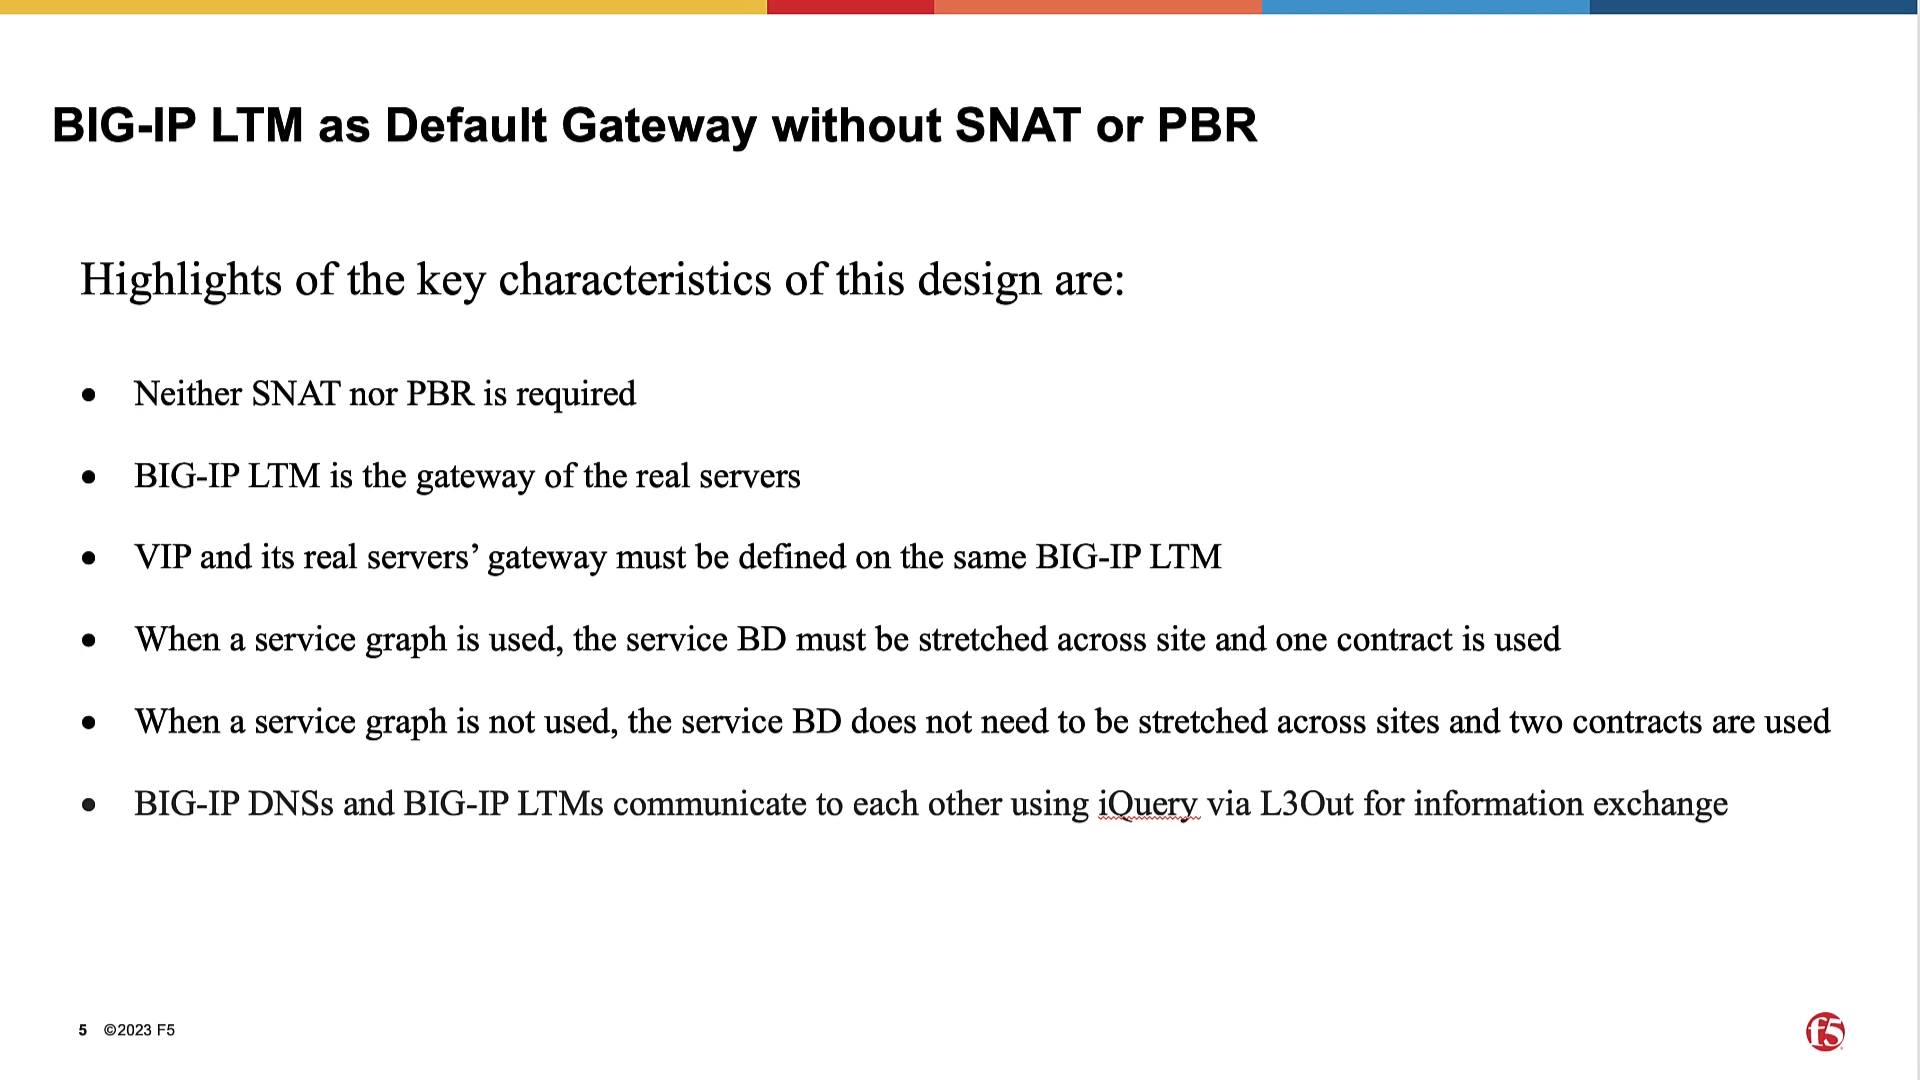 BIG-IP LTM as Default Gateway without SNAT or PBR
Highlights of the key characteristics of this design are:
• Neither SNAT nor PBR is required
• BIG-IP LTM is the gateway of the real servers
• VIP and its real servers’ gateway must be defined on the same BIG-IP LTM
• When a service graph is used, the service BD must be stretched across site and one contract is used
• When a service graph is not used, the service BD does not need to be stretched across sites and two contracts are used
• BIG-IP DNSs and BIG-IP LTMs communicate to each other using iQuery via L3Out for information exchange
5 ©2023 F5
f5